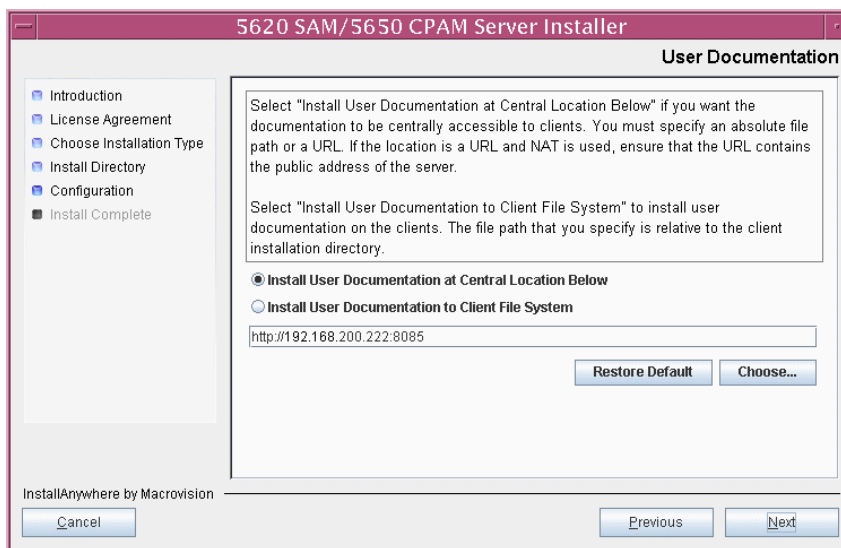 5620 SAM/5650 CPAM Server Installer
User Documentation
Introduction
License Agreement
Choose Installation Type
Install Directory
Configuration
Install Complete
Select "Install User Documentation at Central Location Below" if you want the
documentation to be centrally accessible to clients. You must specify an absolute file
path or a URL. If the location is a URL and NAT is used, ensure that the URL contains
the public address of the server.
Select "Install User Documentation to Client File System" to install user
documentation on the clients. The file path that you specify is relative to the client
installation directory.
Install User Documentation at Central Location Below
Install User Documentation to Client File System
http://192.168.200.222:8085
Restore Default
Choose...
InstallAnywhere by Macrovision
Cancel
Previous
Next